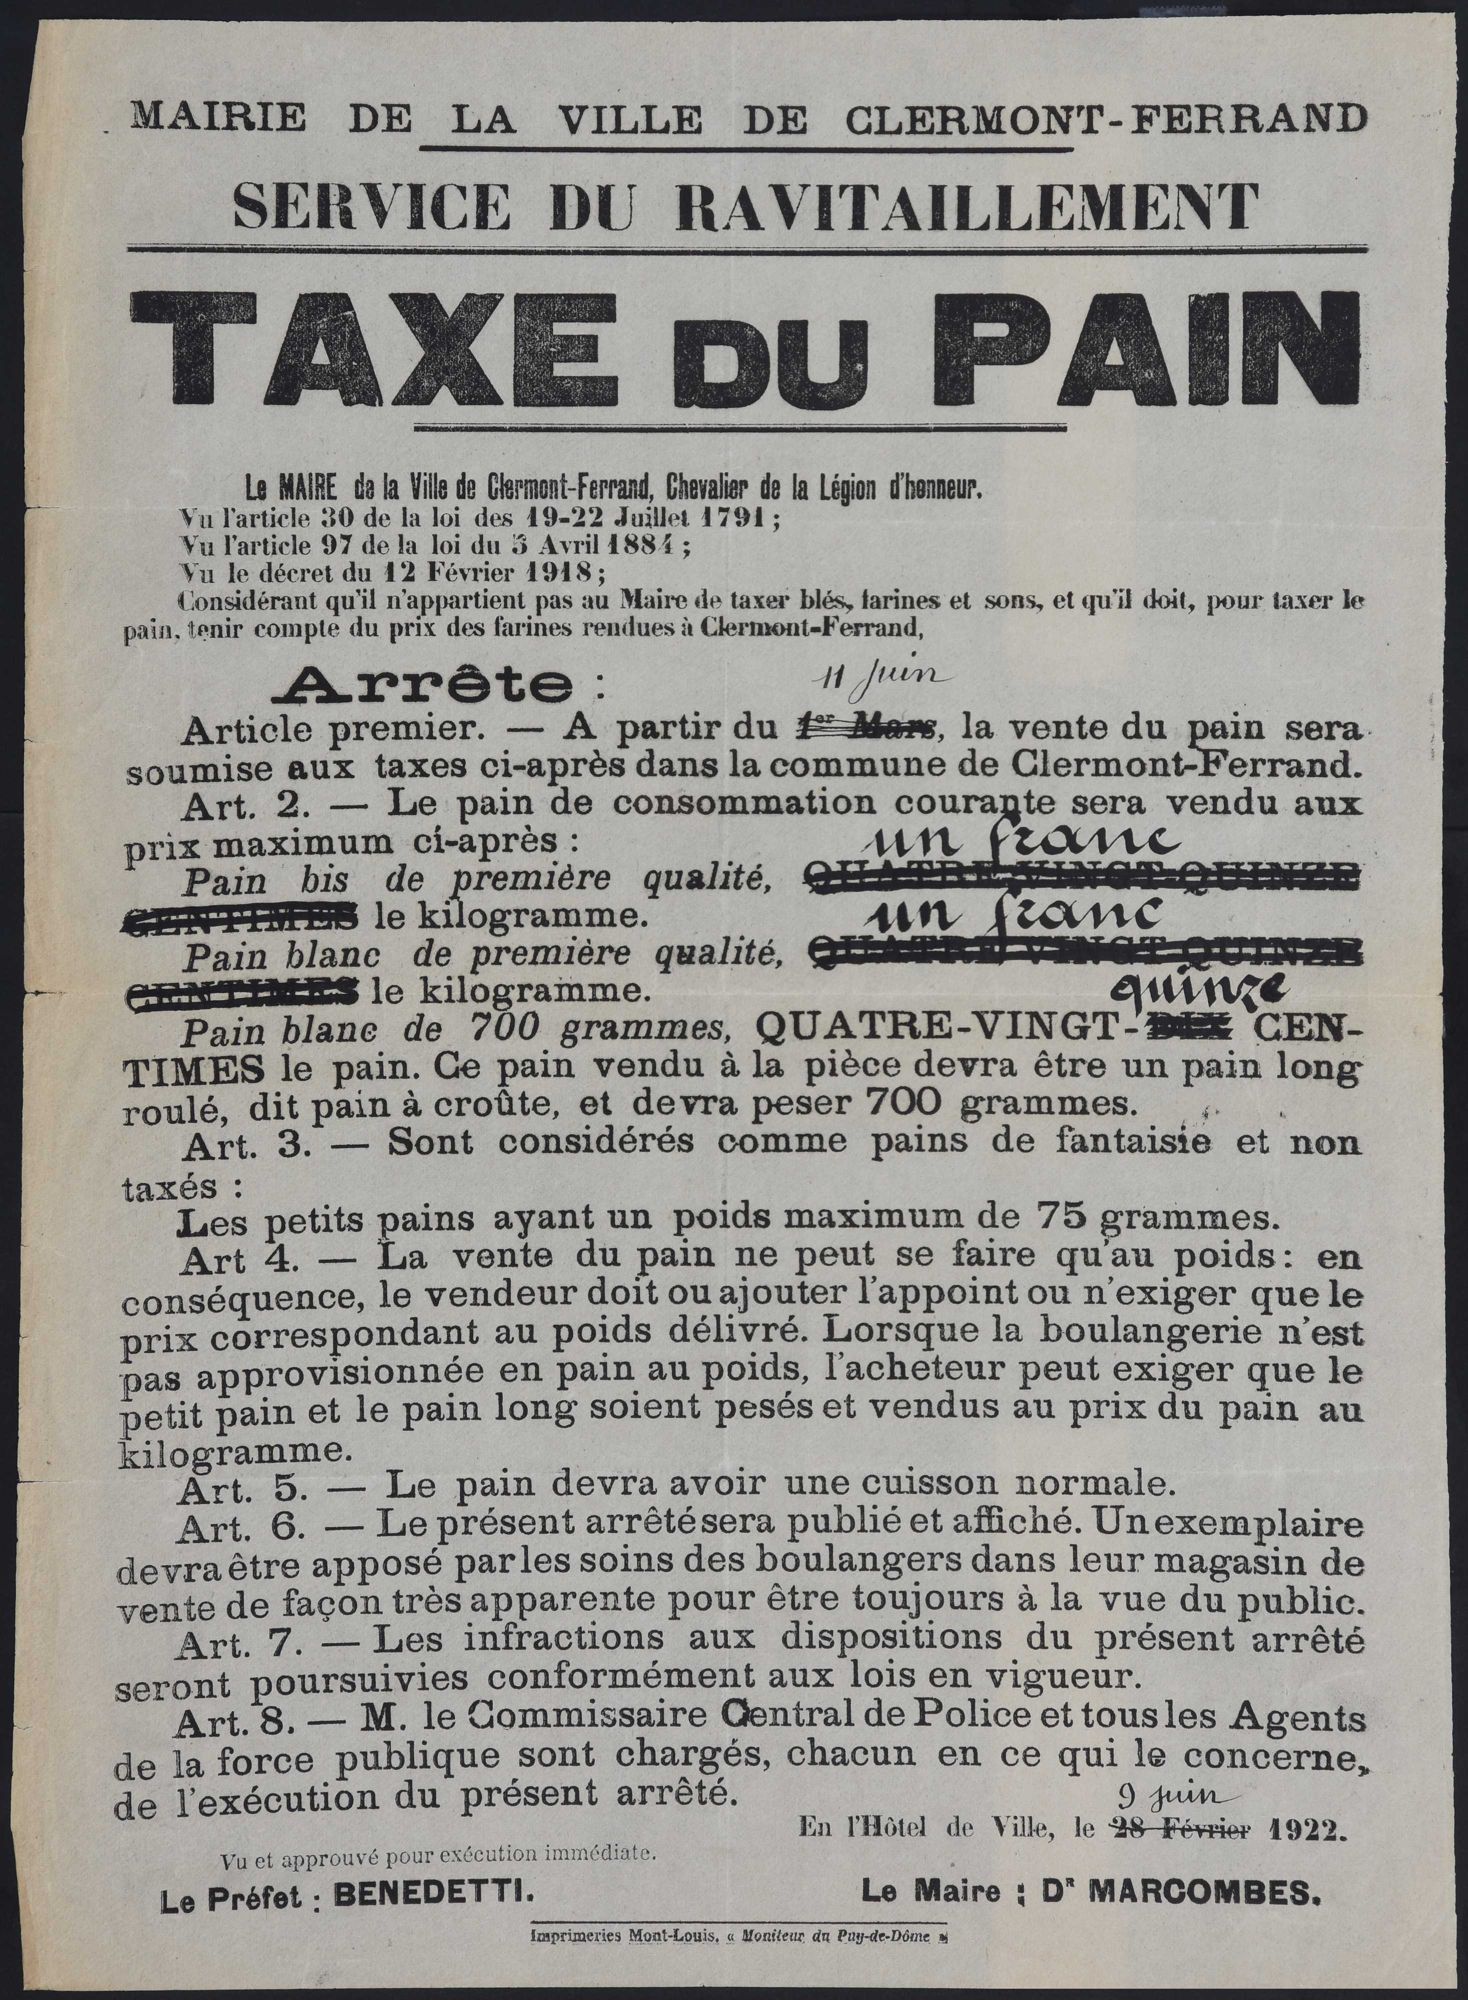 MAIRIE DE LA VILLE DE CLERMONT-FERRAND
SERVICE DU RAVITAILLEMENT
TAXE DU PAIN
Le MAIRE de la Ville de Clermont-Ferrand, Chevalier de la Légion d'honneur.
Vu l'article 30 de la loi des 19-22 Juillet 1791 ;
Vu l'article 97 de la loi du 5 Avril 1884 ;
Vu le décret du 12 Février 1918 ;
Considérant qu'il n'appartient pas au Maire de taxer blés, farines et sons, et qu'il doit, pour taxer le
pain, tenir compte du prix des farines rendues à Clermont-Ferrand,
Arrête :
11 juin
Article premier. — A partir du 1er Mars, la vente du pain sera
soumise aux taxes ci-après dans la commune de Clermont-Ferrand.
Art. 2. — Le pain de consommation courante sera vendu aux
prix maximum ci-après :
un franc
Pain bis de première qualité, QUATRE-VINGT-QUINZE
CENTIMES le kilogramme.
un franc
Pain blanc de première qualité, QUATRE VINGT QUINZE
CENTIMES le kilogramme.
quinze
Pain blanc de 700 grammes, QUATRE-VINGT-DIX CEN-
TIMES le pain. Ce pain vendu à la pièce devra être un pain long
roulé, dit pain à croûte, et devra peser 700 grammes.
Art. 3. — Sont considérés comme pains de fantaisie et non
taxés :
Les petits pains ayant un poids maximum de 75 grammes.
Art 4. — La vente du pain ne peut se faire qu'au poids : en
conséquence, le vendeur doit ou ajouter l'appoint ou n'exiger que le
prix correspondant au poids délivré. Lorsque la boulangerie n'est
pas approvisionnée en pain au poids, l'acheteur peut exiger que le
petit pain et le pain long soient pesés et vendus au prix du pain au
kilogramme.
Art. 5. — Le pain devra avoir une cuisson normale.
Art. 6. — Le présent arrêté sera publié et affiché. Un exemplaire
devra être apposé par les soins des boulangers dans leur magasin de
vente de façon très apparente pour être toujours à la vue du public.
Art. 7. — Les infractions aux dispositions du présent arrêté
seront poursuivies conformément aux lois en vigueur.
Art. 8. — M. le Commissaire Central de Police et tous les Agents
de la force publique sont chargés, chacun en ce qui le concerne,
de l'exécution du présent arrêté.
9 juin
En l'Hôtel de Ville, le 28 Février 1922.
Vu et approuvé pour exécution immédiate.
Le Préfet : BENEDETTI.
Le Maire : Dr MARCOMBES.
Imprimeries Mont-Louis, « Moniteur du Puy-de-Dôme »